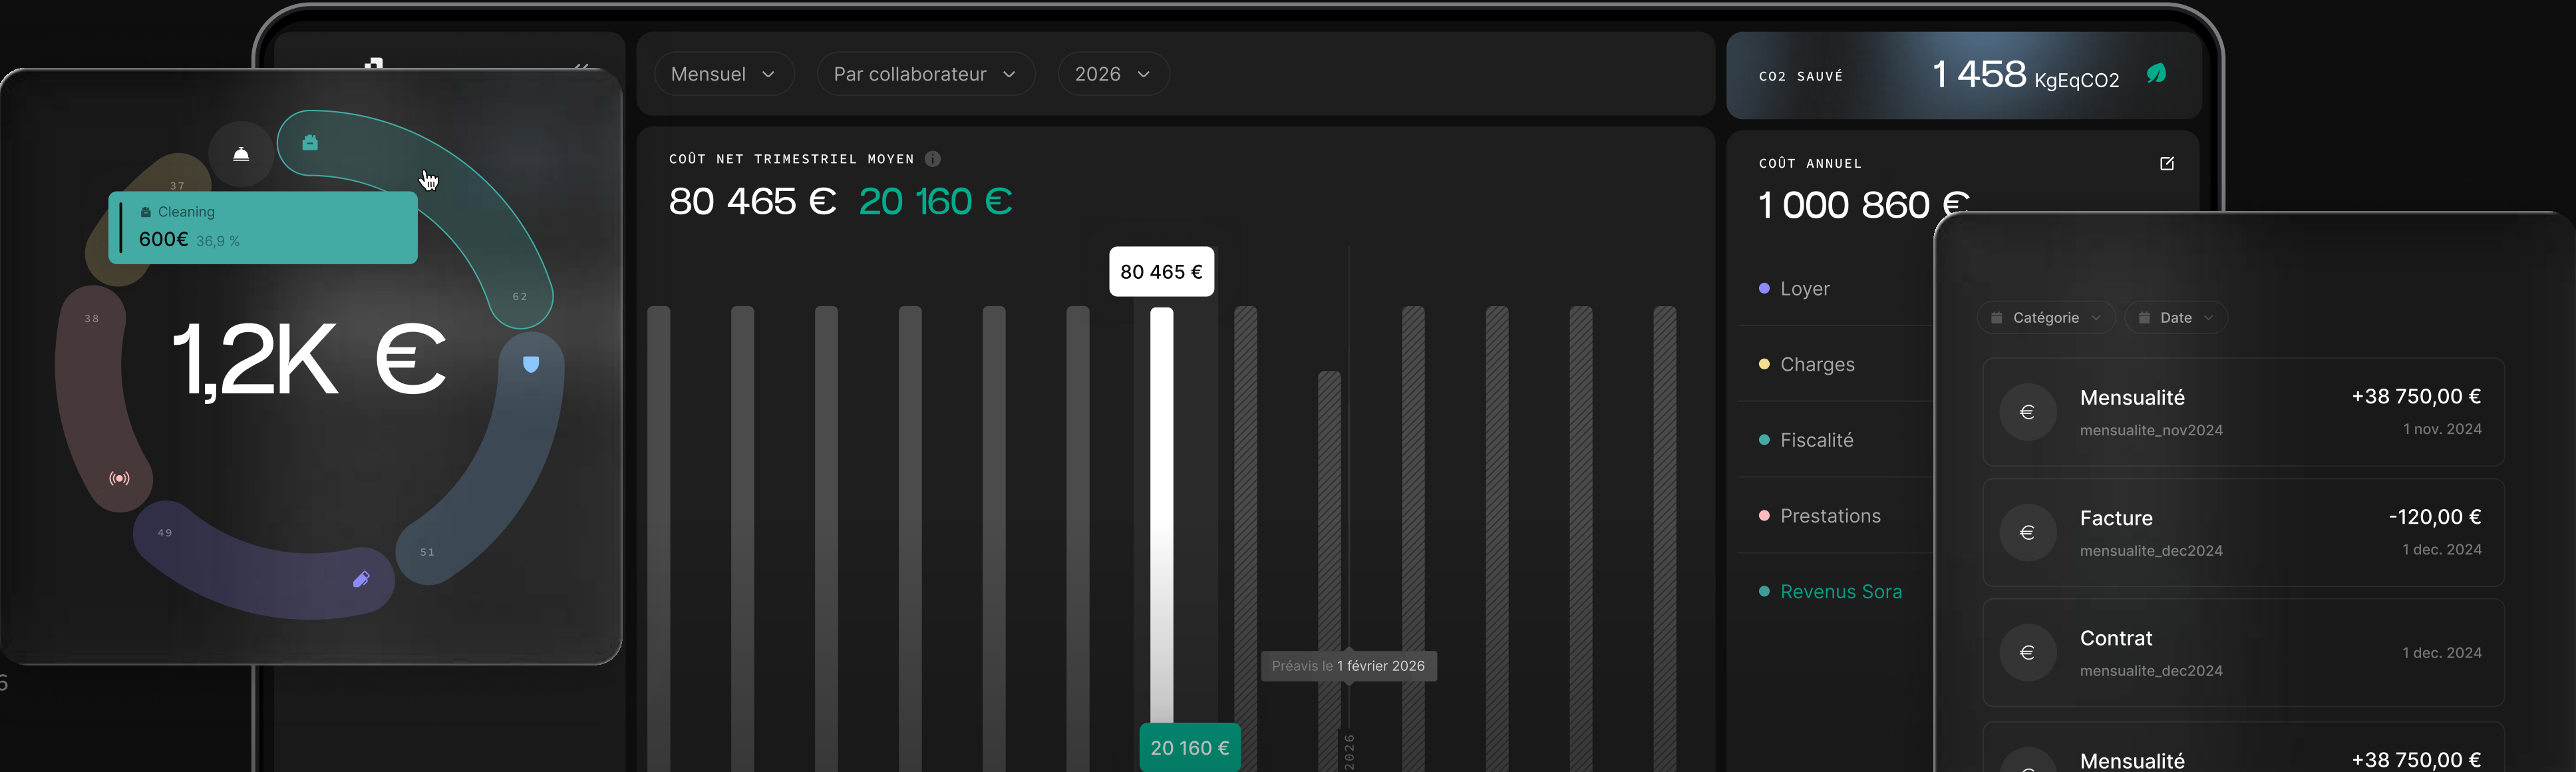 Mensuel
Par collaborateur
2026
CO2 SAUVÉ
1 458 KgEqCO2
COÛT NET TRIMESTRIEL MOYEN
80 465 € 20 160 €
80 465 €
Préavis le 1 février 2026
20 160 €
2026
COÛT ANNUEL
1 000 860 €
Loyer
Charges
Fiscalité
Prestations
Revenus Sora
37
Cleaning
600€ 36,9 %
62
38
1,2K €
49
51
6
Catégorie
Date
Mensualité
+38 750,00 €
mensualite_nov2024
1 nov. 2024
Facture
-120,00 €
mensualite_dec2024
1 dec. 2024
Contrat
mensualite_dec2024
1 dec. 2024
Mensualité
+38 750,00 €